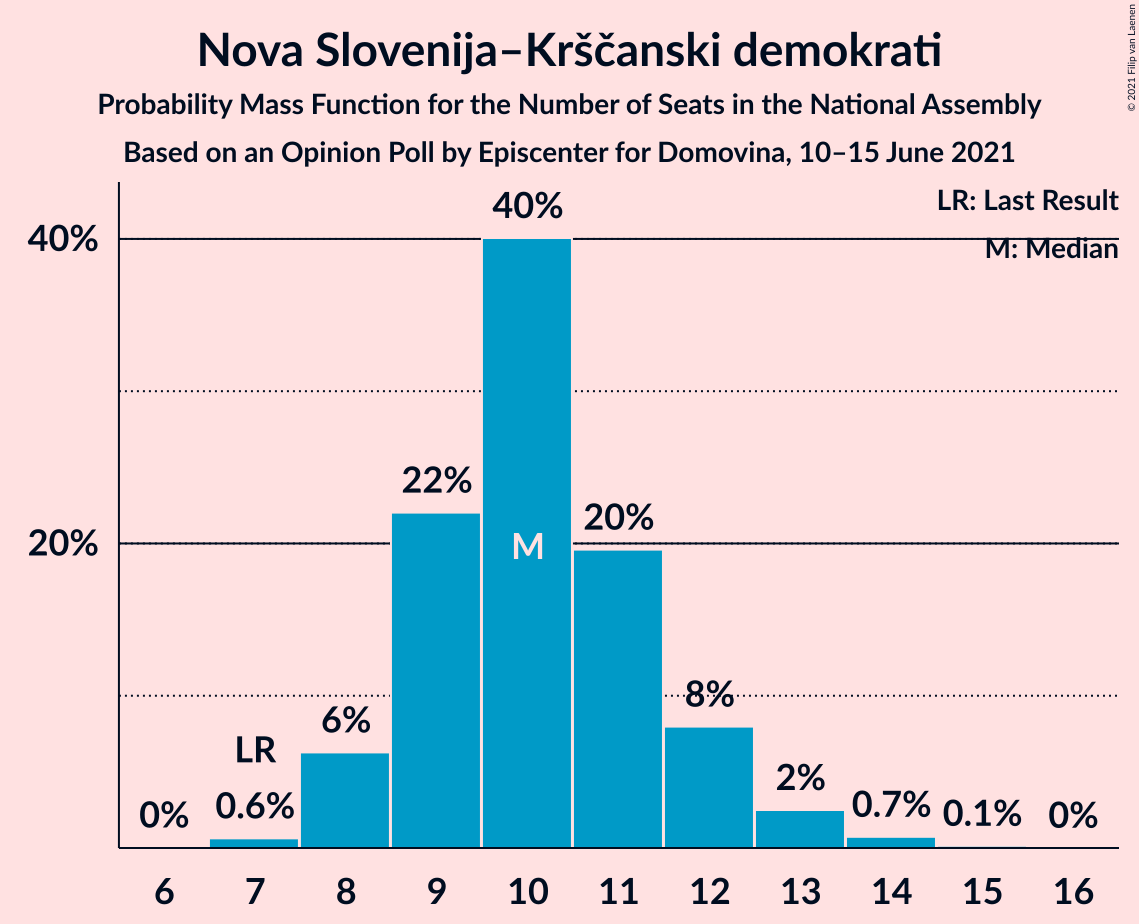 Nova Slovenija–Krščanski demokrati
Probability Mass Function for the Number of Seats in the National Assembly
Based on an Opinion Poll by Episcenter for Domovina, 10–15 June 2021
© 2021 Filip van Laenen
LR: Last Result
M: Median
40%
20%
0%
LR
0.6%
6%
22%
40%
M
20%
8%
2%
0.7%
0.1%
0%
6 7 8 9 10 11 12 13 14 15 16